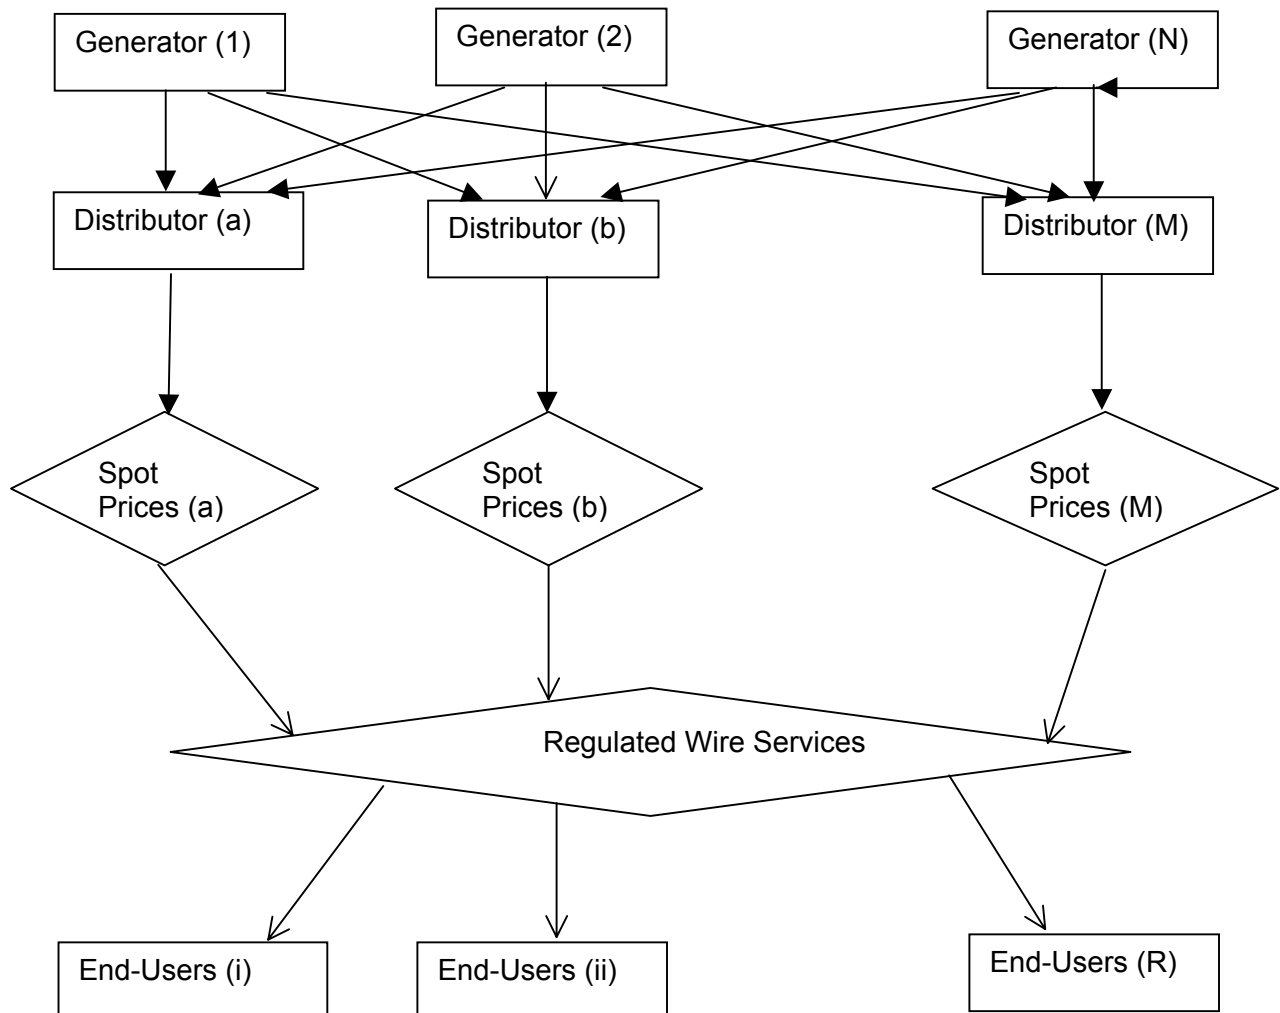 Generator (1)
Generator (2)
Generator (N)
Distributor (a)
Distributor (b)
Distributor (M)
Spot
Prices (a)
Spot
Prices (b)
Spot
Prices (M)
Regulated Wire Services
End-Users (i)
End-Users (ii)
End-Users (R)